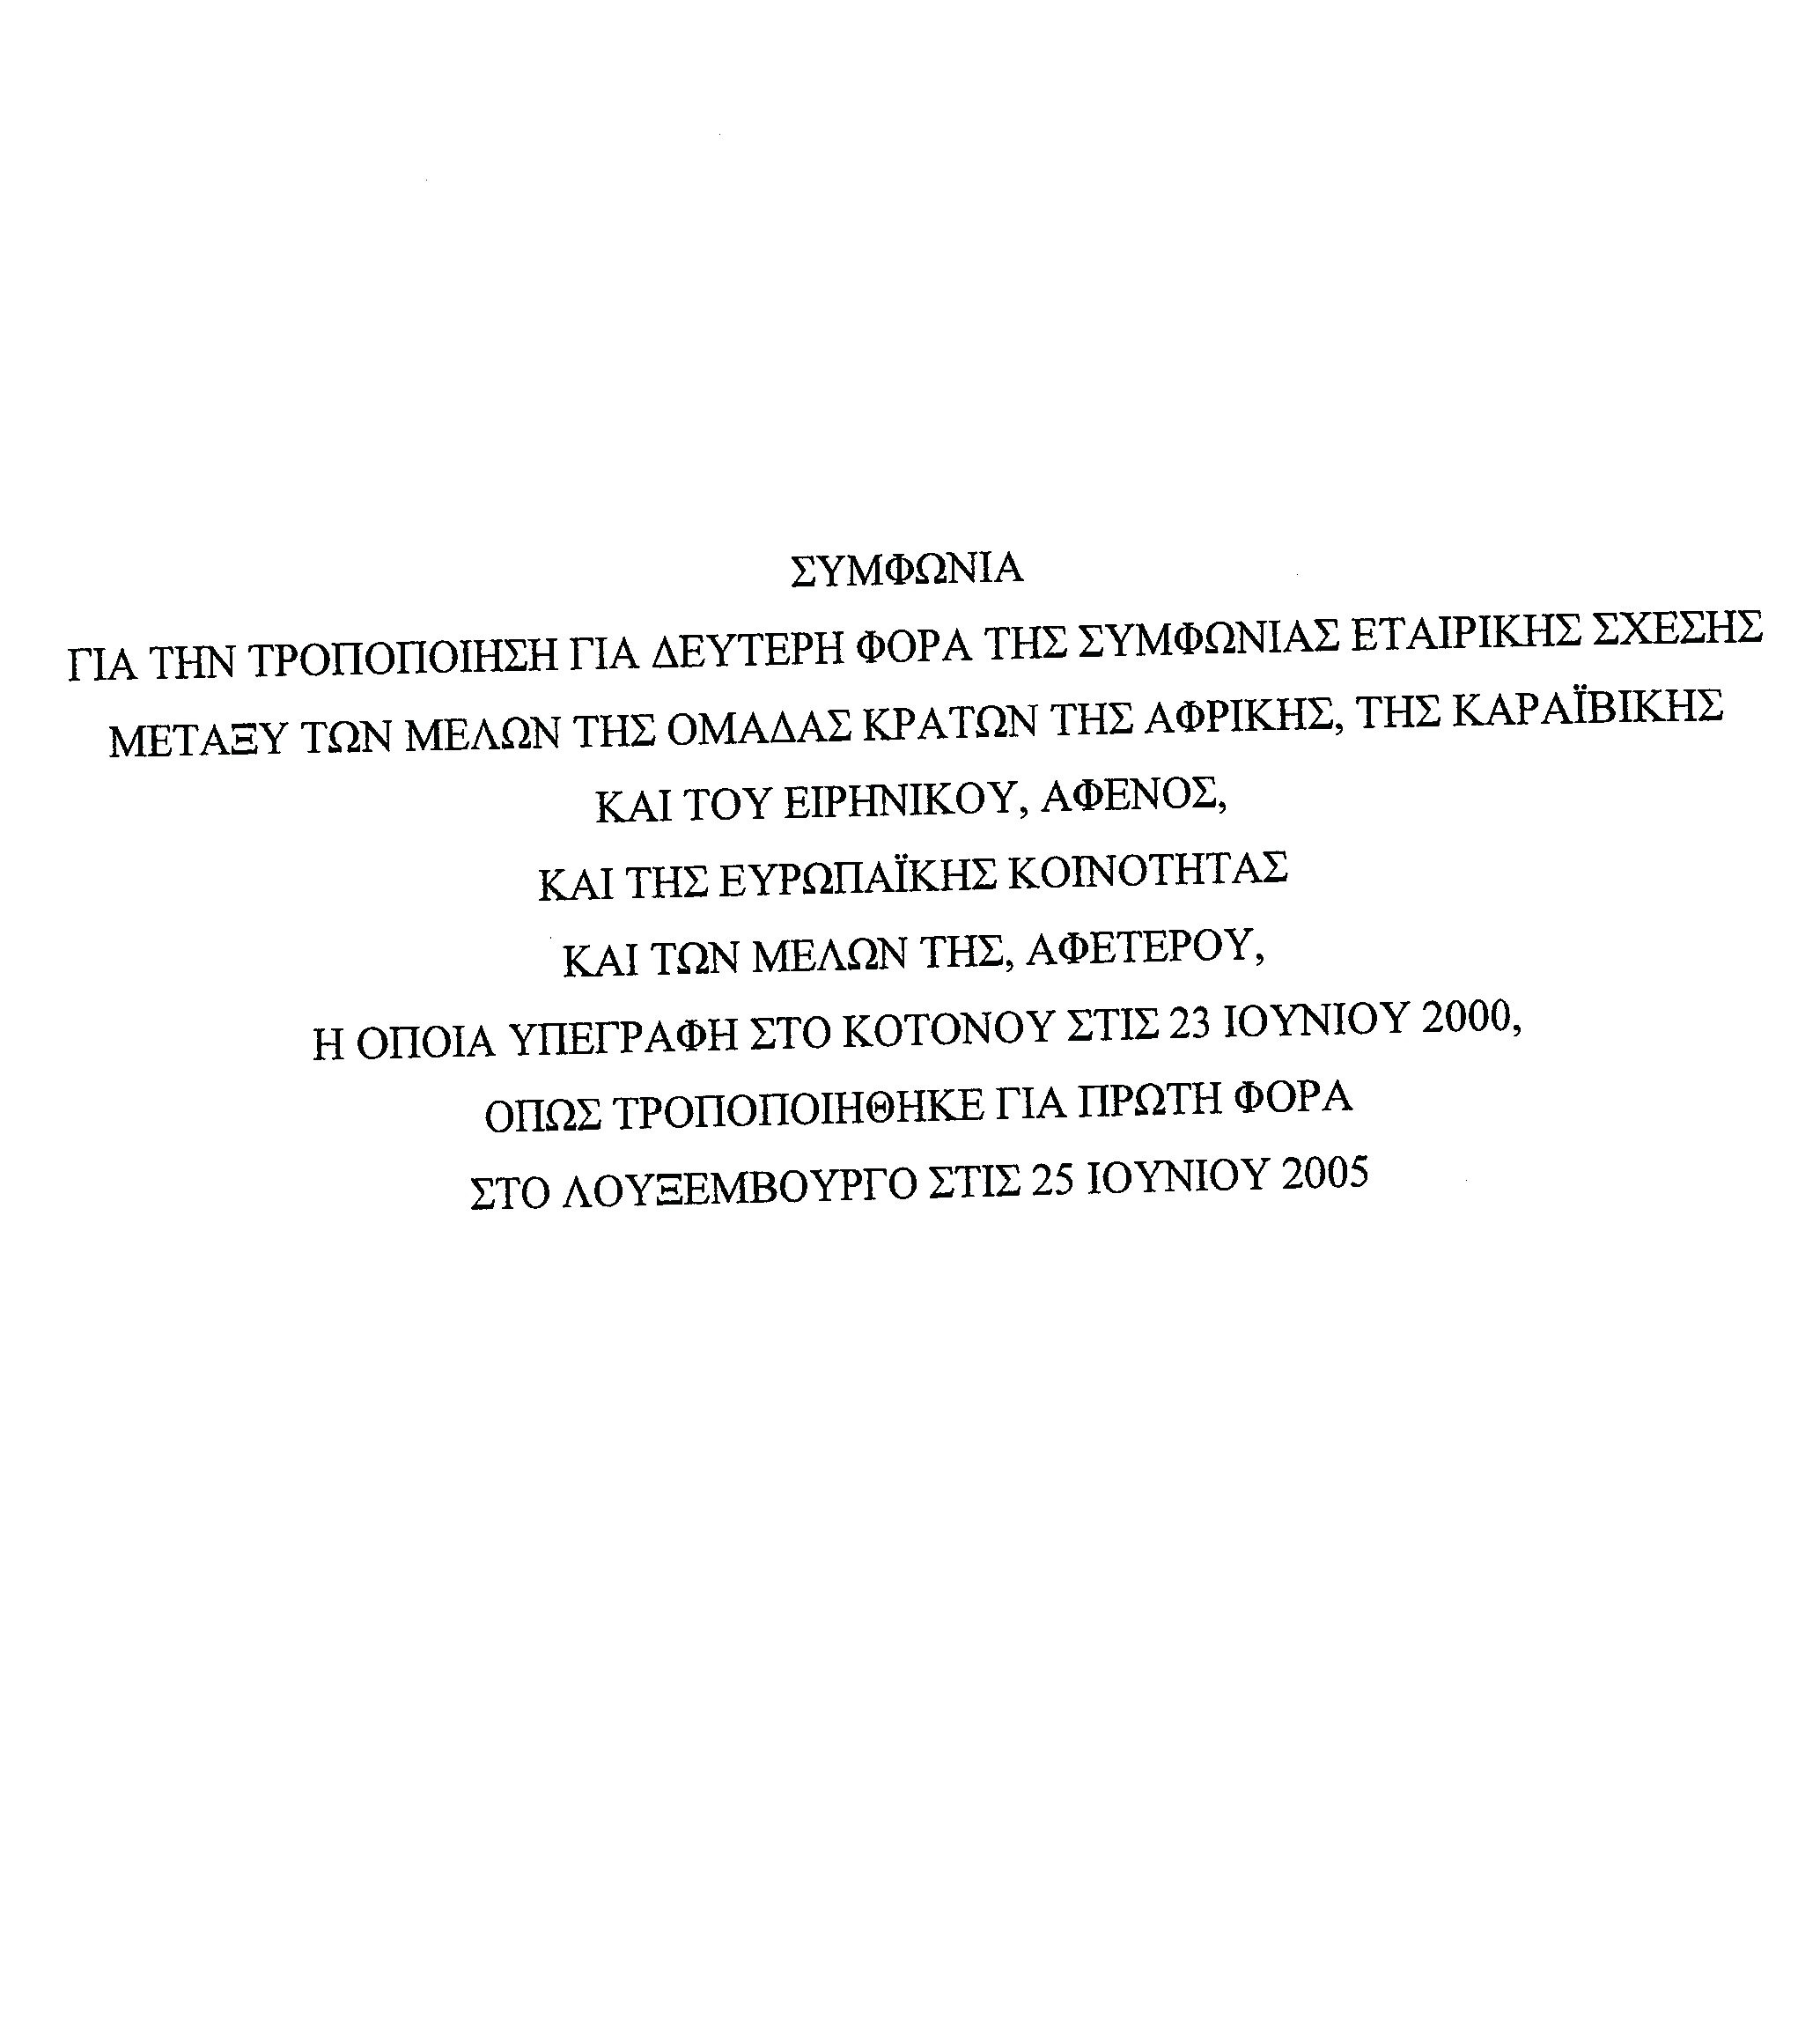 ΣΥΜΦΩΝΙΑ
ΓΙΑ ΤΗΝ ΤΡΟΠΟΠΟΙΗΣΗ ΓΙΑ ΔΕΥΤΕΡΗ ΦΟΡΑ ΤΗΣ ΣΥΜΦΩΝΙΑΣ ΕΤΑΙΡΙΚΗΣ ΣΧΕΣΗΣ
ΜΕΤΑΞΥ ΤΩΝ ΜΕΛΩΝ ΤΗΣ ΟΜΑΔΑΣ ΚΡΑΤΩΝ ΤΗΣ ΑΦΡΙΚΗΣ, ΤΗΣ ΚΑΡΑΪΒΙΚΗΣ
ΚΑΙ ΤΟΥ ΕΙΡΗΝΙΚΟΥ, ΑΦΕΝΟΣ,
ΚΑΙ ΤΗΣ ΕΥΡΩΠΑΪΚΗΣ ΚΟΙΝΟΤΗΤΑΣ
ΚΑΙ ΤΩΝ ΜΕΛΩΝ ΤΗΣ, ΑΦΕΤΕΡΟΥ,
Η ΟΠΟΙΑ ΥΠΕΓΡΑΦΗ ΣΤΟ ΚΟΤΟΝΟΥ ΣΤΙΣ 23 ΙΟΥΝΙΟΥ 2000,
ΟΠΩΣ ΤΡΟΠΟΠΟΙΗΘΗΚΕ ΓΙΑ ΠΡΩΤΗ ΦΟΡΑ
ΣΤΟ ΛΟΥΞΕΜΒΟΥΡΓΟ ΣΤΙΣ 25 ΙΟΥΝΙΟΥ 2005